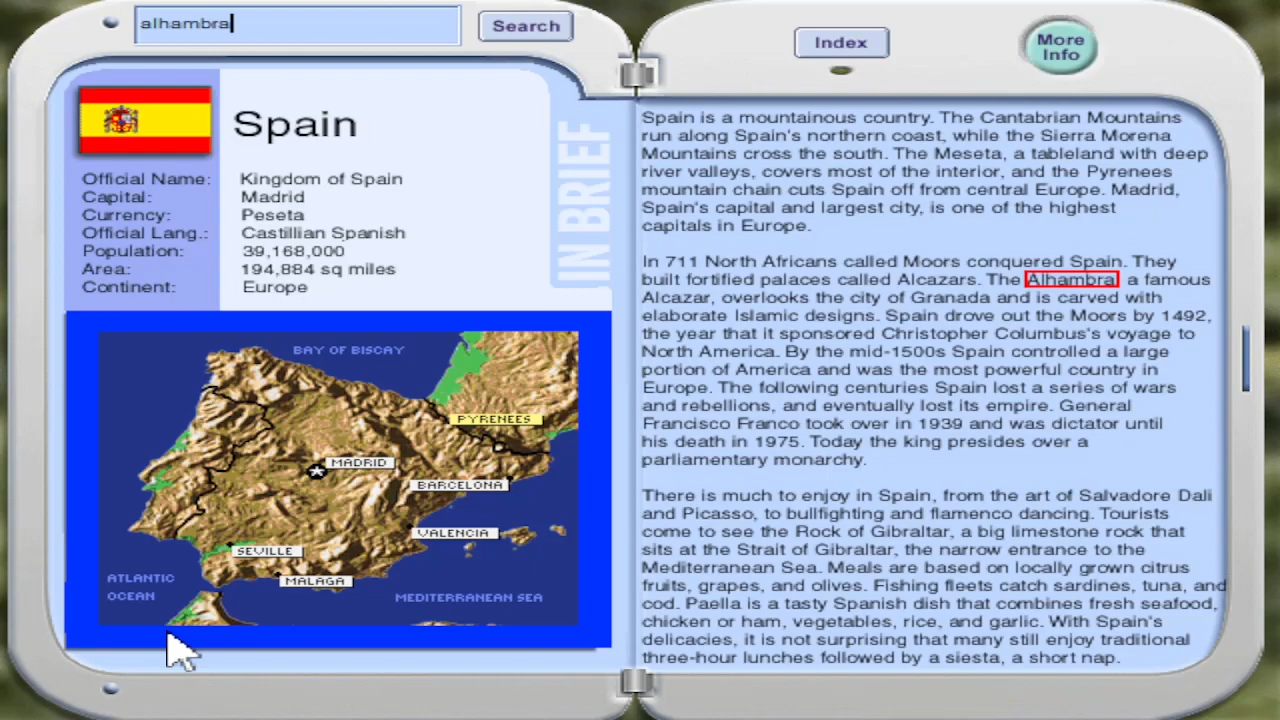 alhambra
Search
Index
More
Info
Spain
IN BRIEF
Official Name: Kingdom of Spain
Capital: Madrid
Currency: Peseta
Official Lang.: Castillian Spanish
Population: 39,168,000
Area: 194,884 sq miles
Continent: Europe
BAY OF BISCAY
PYRENEES
MADRID
BARCELONA
VALENCIA
SEVILLE
MALAGA
ATLANTIC
OCEAN
MEDITERRANEAN SEA
Spain is a mountainous country. The Cantabrian Mountains
run along Spain's northern coast, while the Sierra Morena
Mountains cross the south. The Meseta, a tableland with deep
river valleys, covers most of the interior, and the Pyrenees
mountain chain cuts Spain off from central Europe. Madrid,
Spain's capital and largest city, is one of the highest
capitals in Europe.
In 711 North Africans called Moors conquered Spain. They
built fortified palaces called Alcazars. The Alhambra, a famous
Alcazar, overlooks the city of Granada and is carved with
elaborate Islamic designs. Spain drove out the Moors by 1492,
the year that it sponsored Christopher Columbus's voyage to
North America. By the mid-1500s Spain controlled a large
portion of America and was the most powerful country in
Europe. The following centuries Spain lost a series of wars
and rebellions, and eventually lost its empire. General
Francisco Franco took over in 1939 and was dictator until
his death in 1975. Today the king presides over a
parliamentary monarchy.
There is much to enjoy in Spain, from the art of Salvadore Dali
and Picasso, to bullfighting and flamenco dancing. Tourists
come to see the Rock of Gibraltar, a big limestone rock that
sits at the Strait of Gibraltar, the narrow entrance to the
Mediterranean Sea. Meals are based on locally grown citrus
fruits, grapes, and olives. Fishing fleets catch sardines, tuna, and
cod. Paella is a tasty Spanish dish that combines fresh seafood,
chicken or ham, vegetables, rice, and garlic. With Spain's
delicacies, it is not surprising that many still enjoy traditional
three-hour lunches followed by a siesta, a short nap.